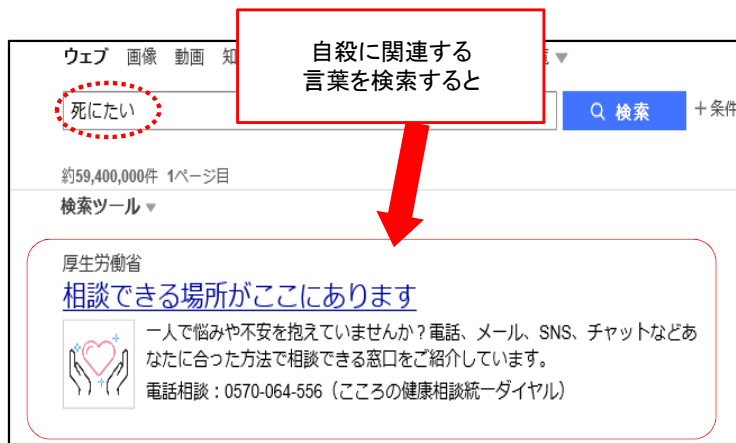 自殺に関連する
言葉を検索すると
ウェブ 画像 動画 知
死にたい
検索
+条件
約59,400,000件 1ページ目
検索ツール
厚生労働省
相談できる場所がここにあります
一人で悩みや不安を抱えていませんか?電話、メール、SNS、チャットなどあ
なたに合った方法で相談できる窓口をご紹介しています。
電話相談:0570-064-556(こころの健康相談統一ダイヤル)